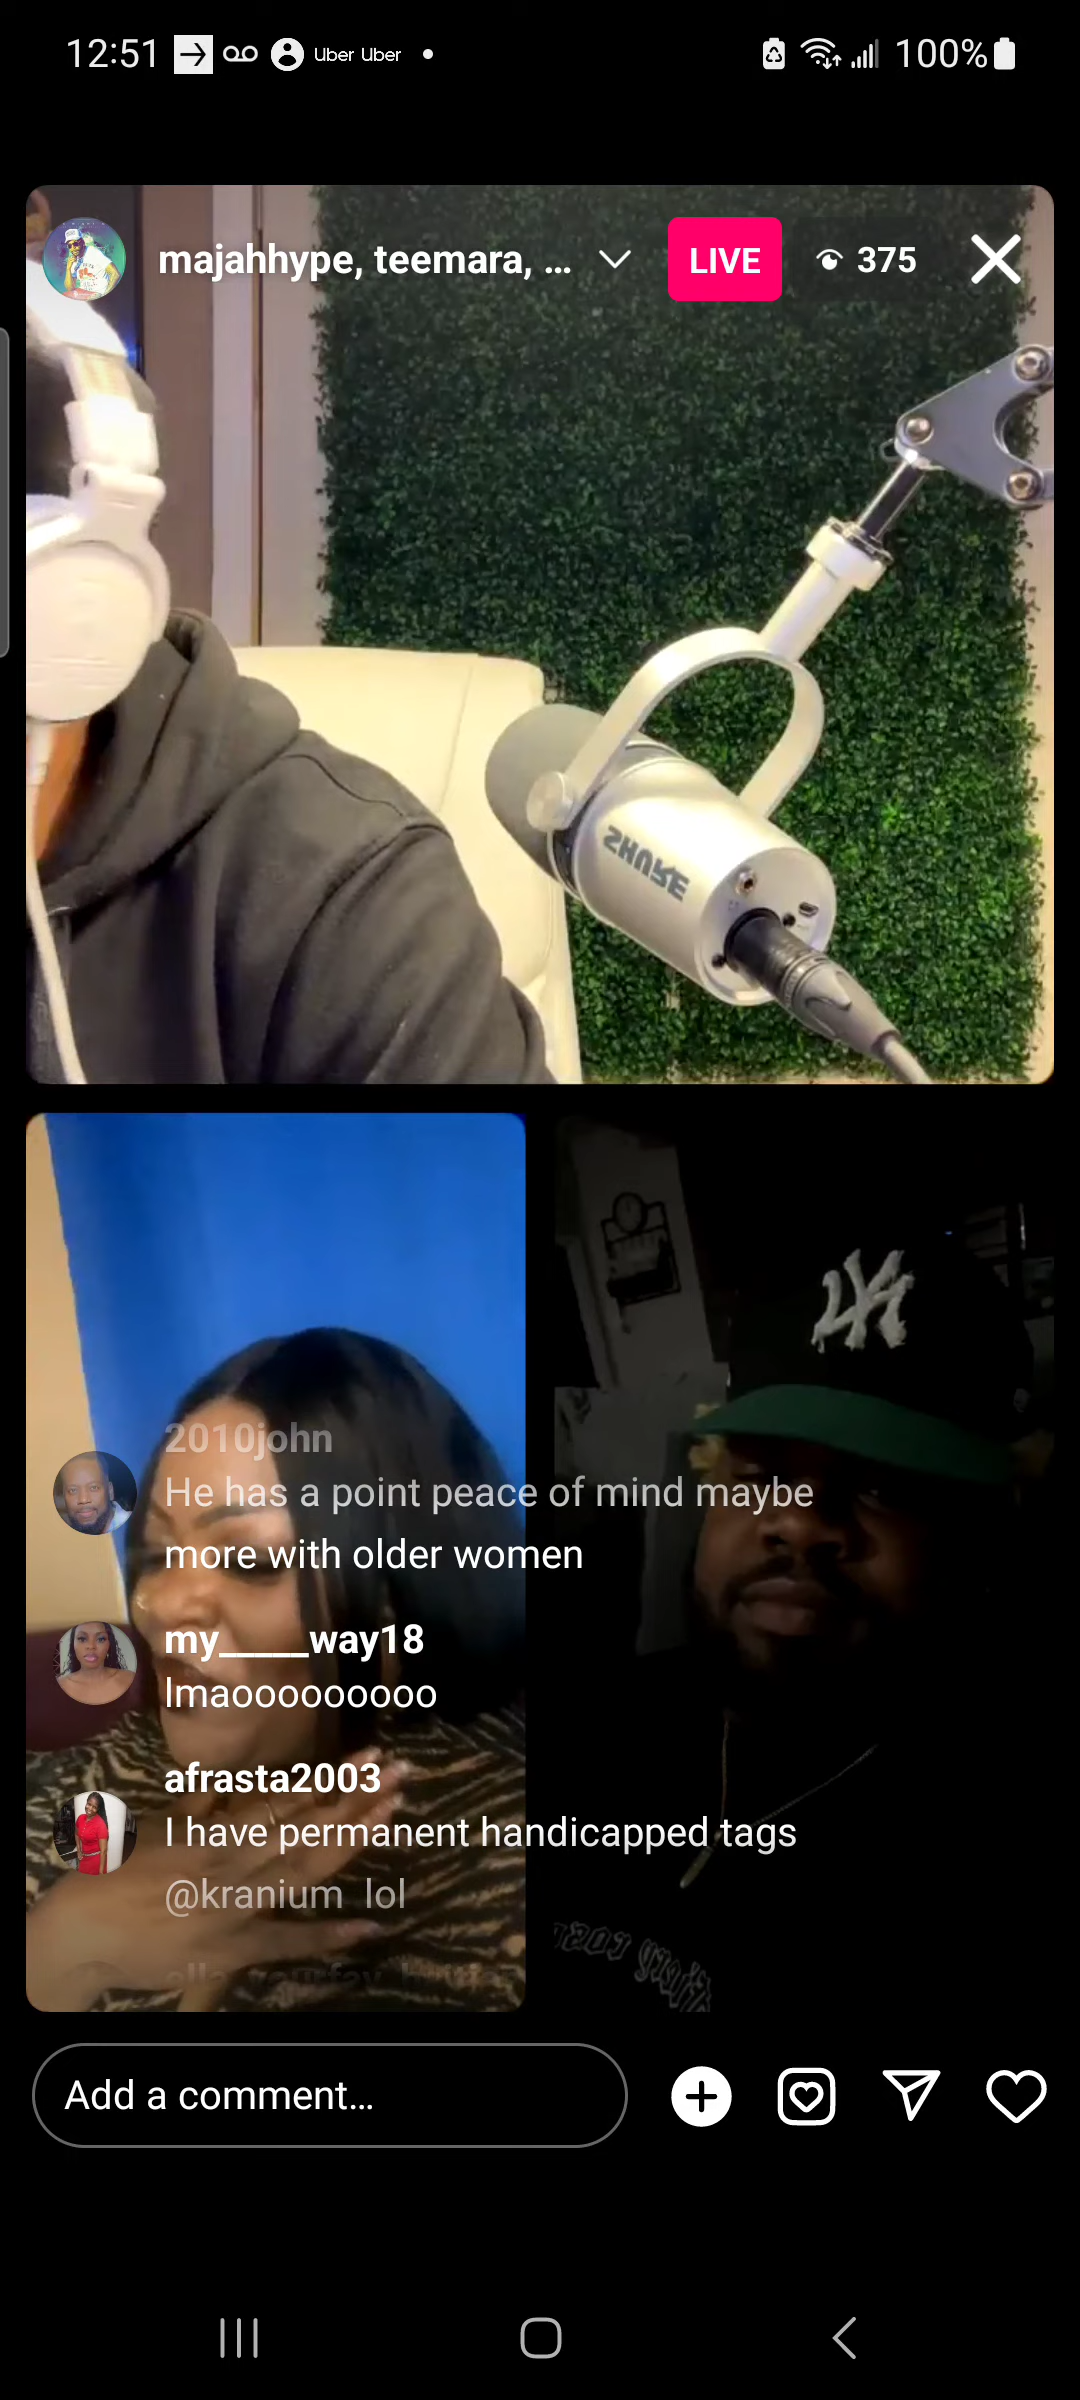 12:51 Uber Uber 100%
majahhype, teemara, ... LIVE 375
SHURE
2010john
He has a point peace of mind maybe
more with older women
my_____way18
lmaooooooooo
afrasta2003
I have permanent handicapped tags
@kranium lol
Add a comment...